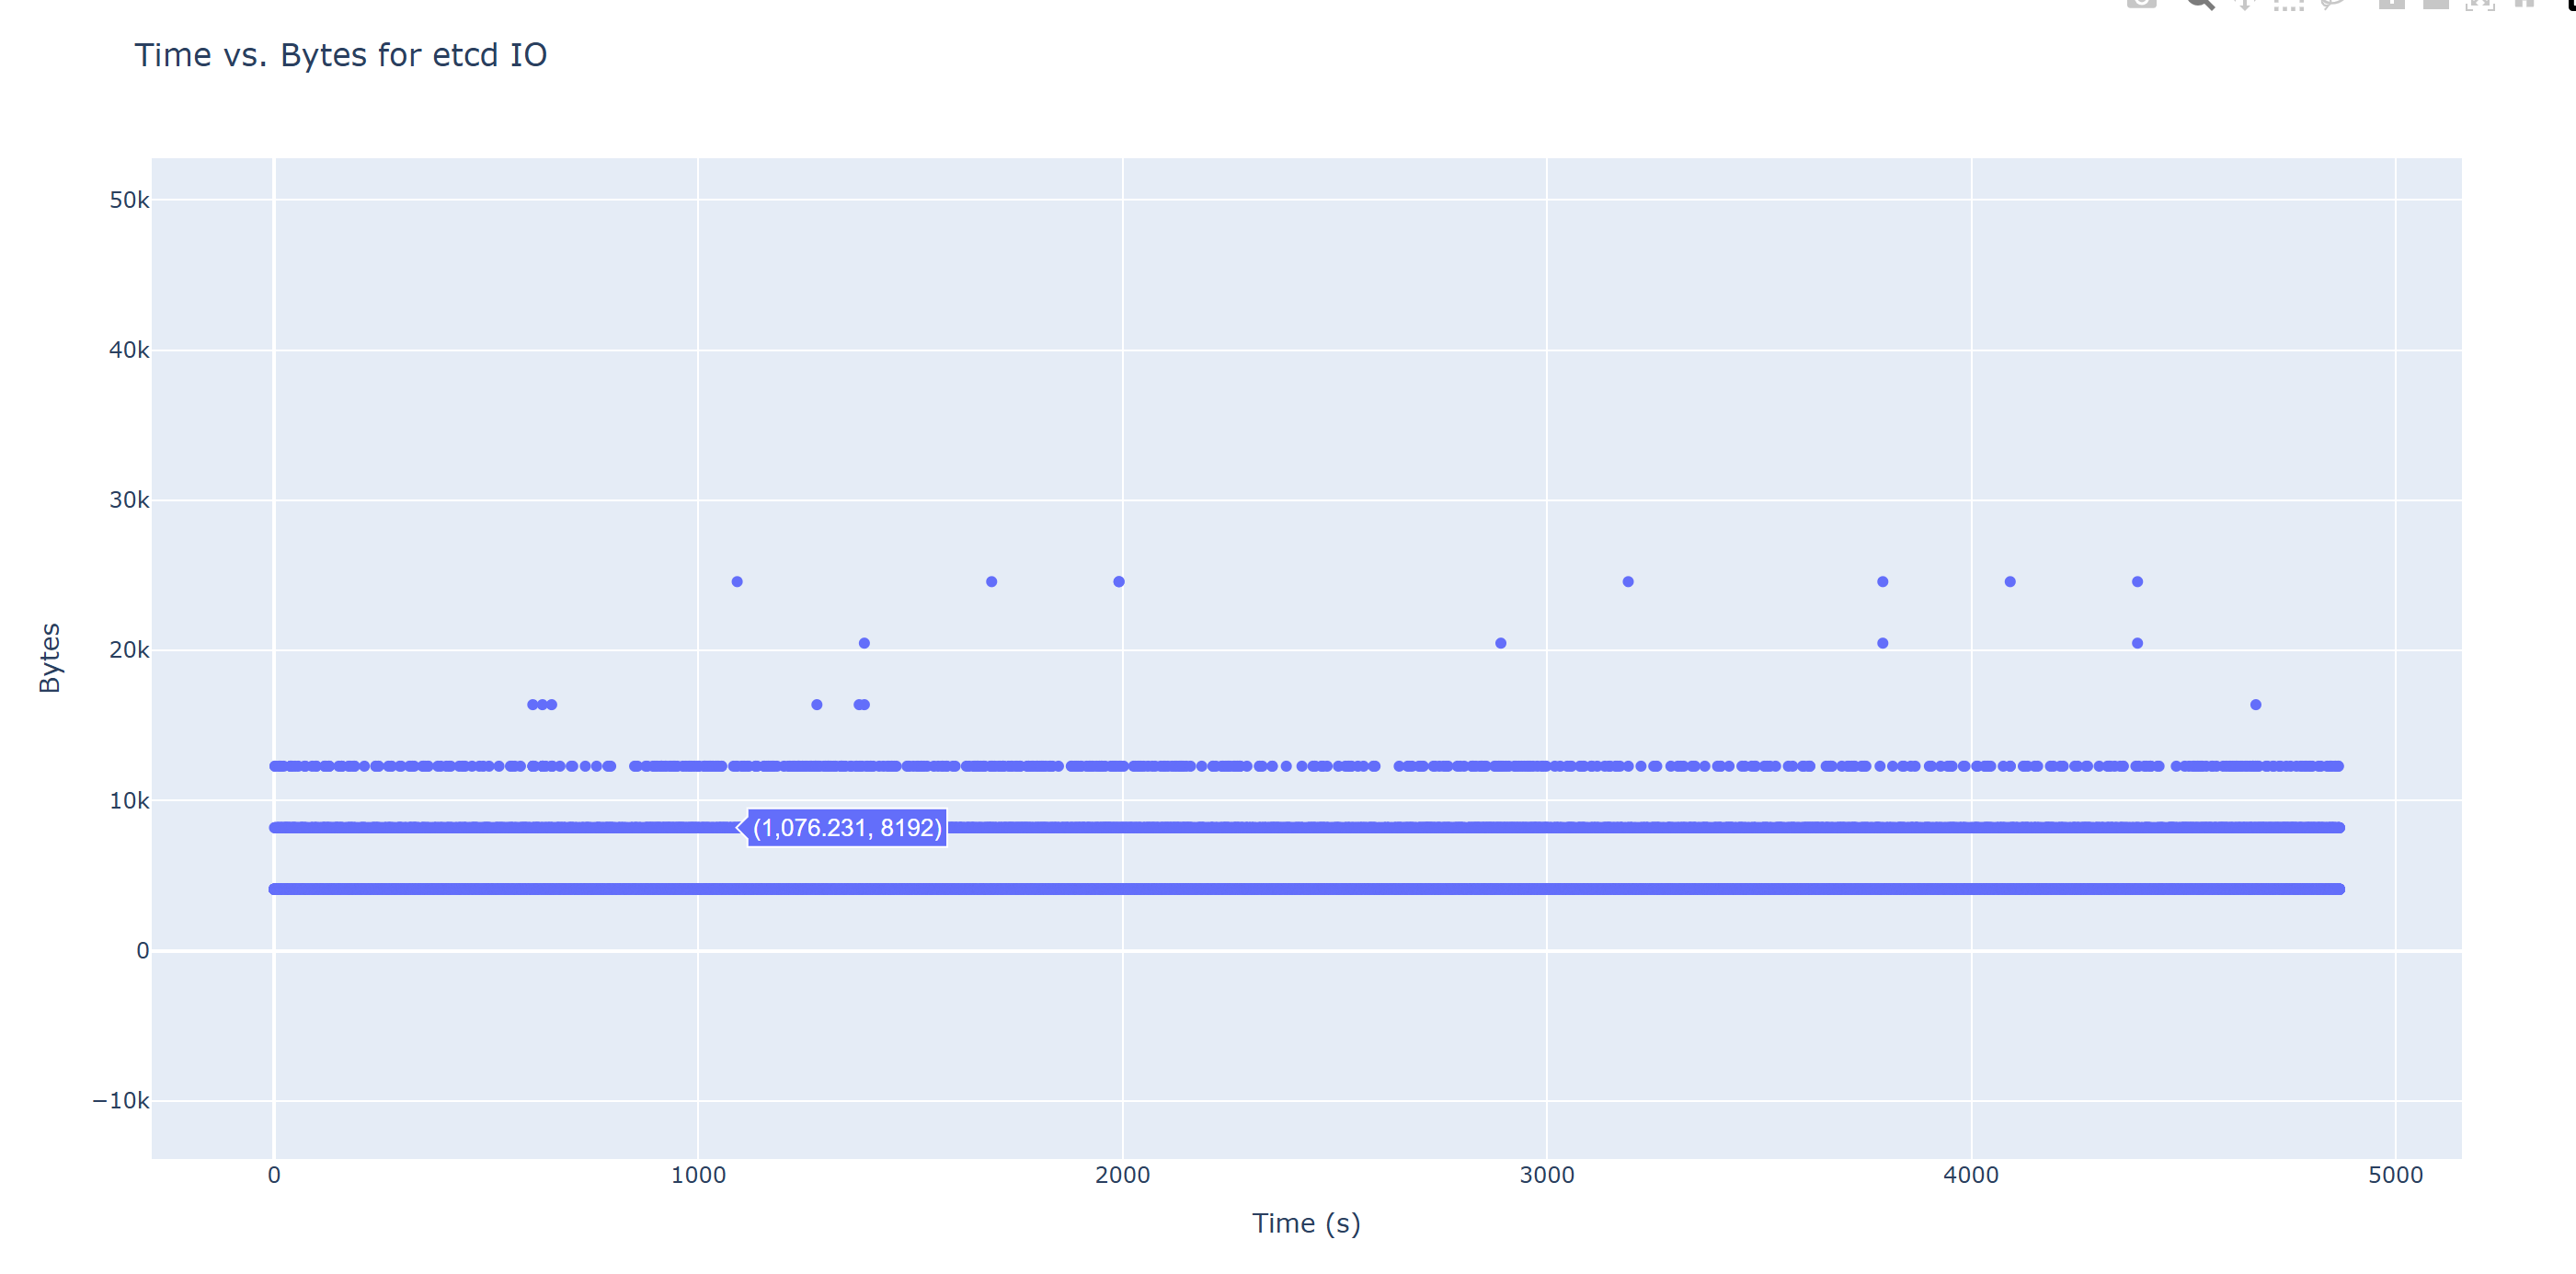 Time vs. Bytes for etcd IO
50k
40k
30k
20k
10k
0
−10k
Bytes
(1,076.231, 8192)
0
1000
2000
3000
4000
5000
Time (s)